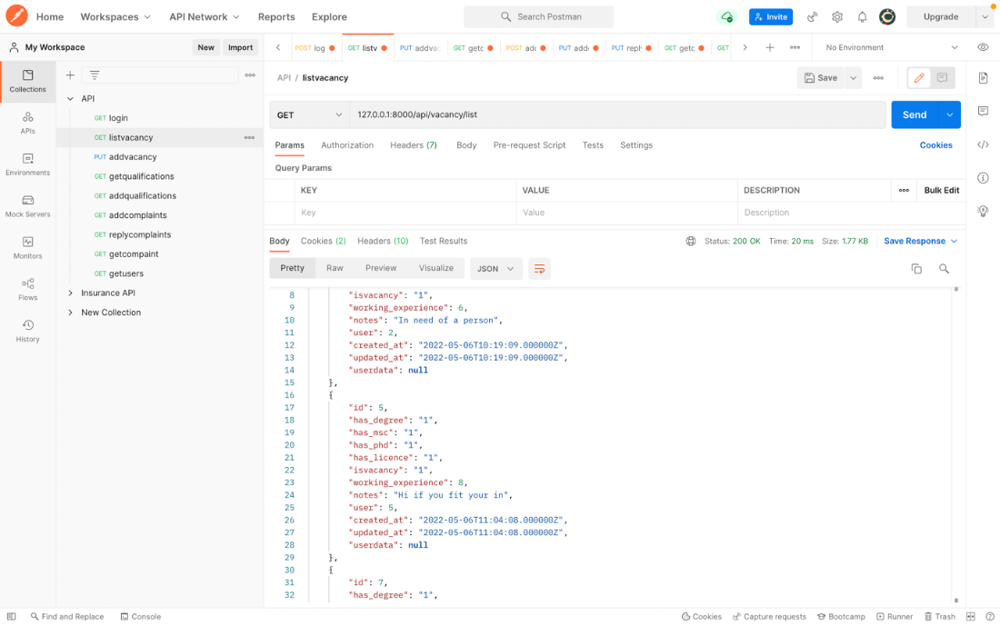 Home Workspaces API Network Reports Explore Search Postman Invite Upgrade
My Workspace New Import
POST log GET listv PUT addva GET getc POST adc PUT adde PUT repl GET getc GET No Environment
Collections
APIs
Environments
Mock Servers
Monitors
Flows
History
API
GET login
GET listvacancy
PUT addvacancy
GET getqualifications
GET addqualifications
GET addcomplaints
GET replycomplaints
GET getcompaint
GET getusers
Insurance API
New Collection
API / listvacancy Save
GET 127.0.0.1:8000/api/vacancy/list Send
Params Authorization Headers (7) Body Pre-request Script Tests Settings Cookies
Query Params
KEY VALUE DESCRIPTION Bulk Edit
Key Value Description
Body Cookies (2) Headers (10) Test Results Status: 200 OK Time: 20 ms Size: 1.77 KB Save Response
Pretty Raw Preview Visualize JSON
8 "isvacancy": "1",
9 "working_experience": 6,
10 "notes": "In need of a person",
11 "user": 2,
12 "created_at": "2022-05-06T10:19:09.000000Z",
13 "updated_at": "2022-05-06T10:19:09.000000Z",
14 "userdata": null
15 },
16 {
17 "id": 5,
18 "has_degree": "1",
19 "has_msc": "1",
20 "has_phd": "1",
21 "has_licence": "1",
22 "isvacancy": "1",
23 "working_experience": 8,
24 "notes": "Hi if you fit your in",
25 "user": 5,
26 "created_at": "2022-05-06T11:04:08.000000Z",
27 "updated_at": "2022-05-06T11:04:08.000000Z",
28 "userdata": null
29 },
30 {
31 "id": 7,
32 "has_degree": "1",
Find and Replace Console Cookies Capture requests Bootcamp Runner Trash